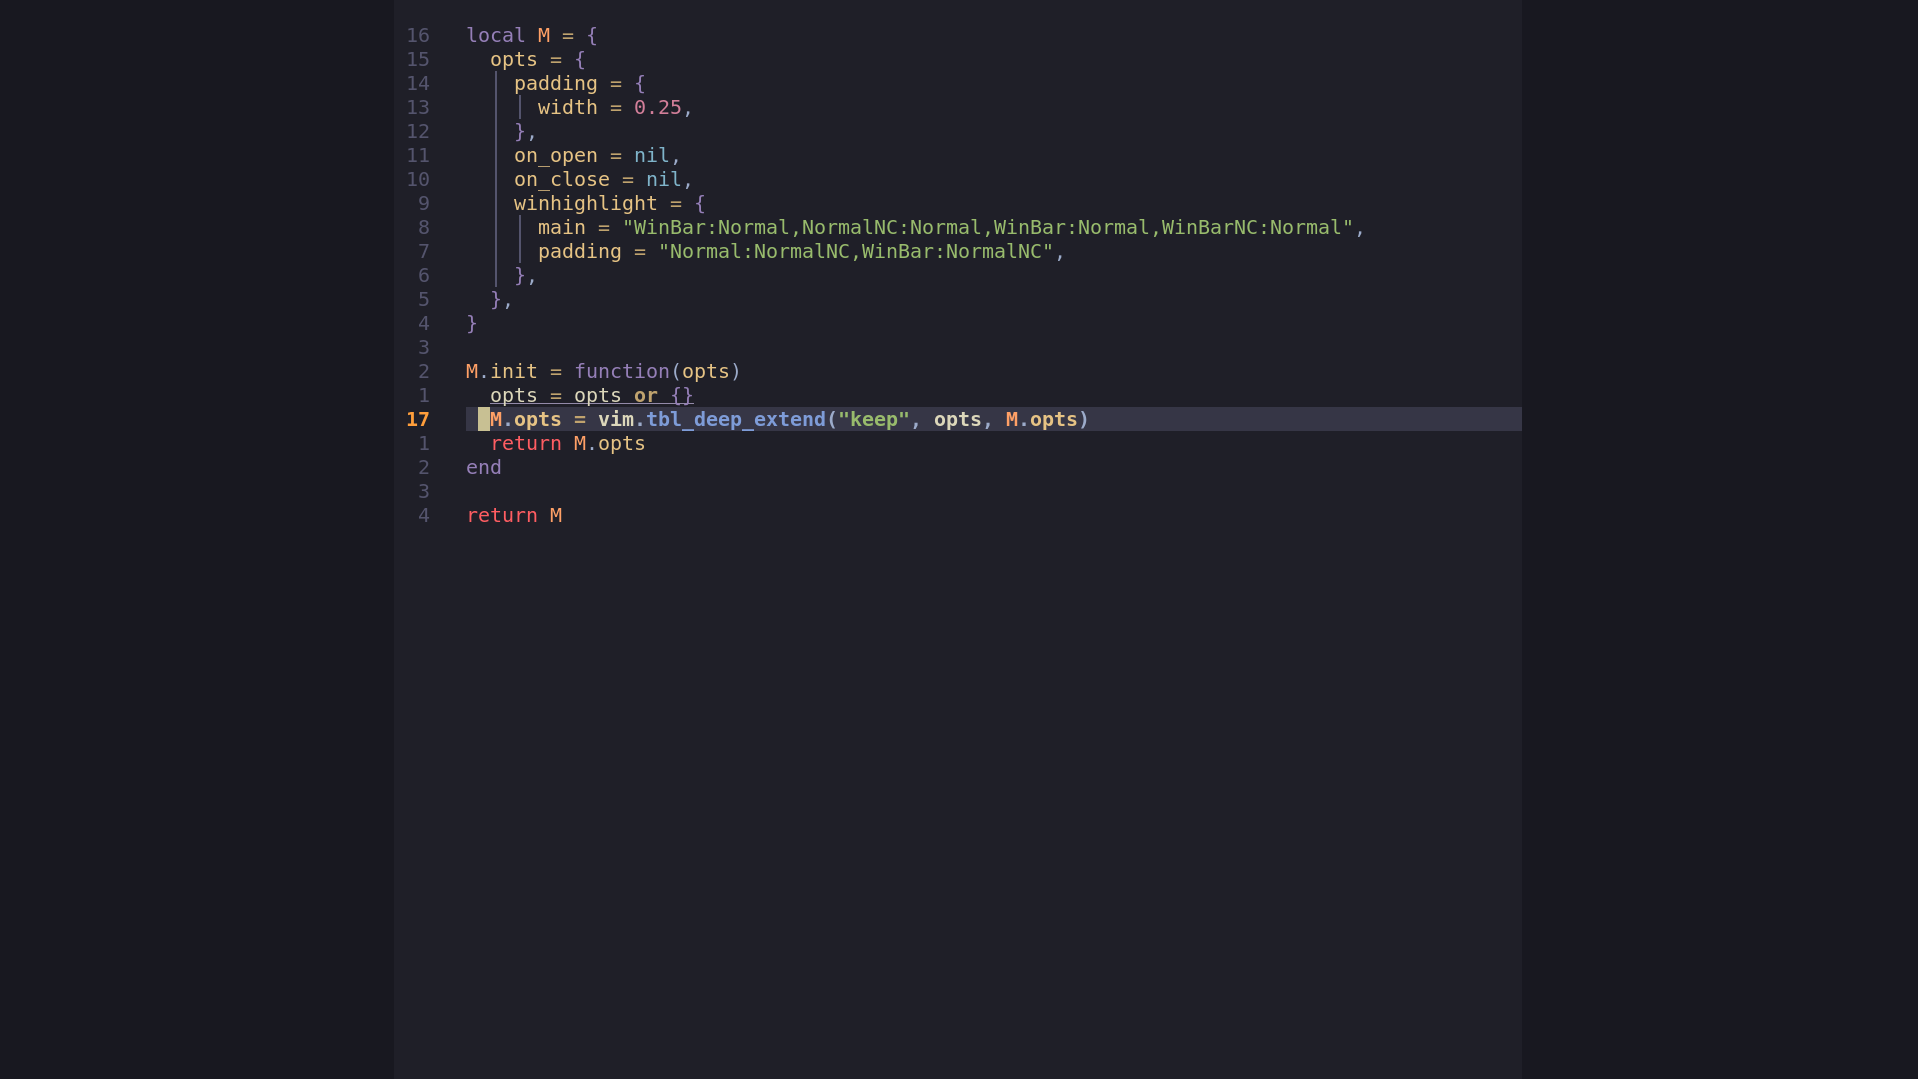 16 local M = {
15   opts = {
14     padding = {
13       width = 0.25,
12     },
11     on_open = nil,
10     on_close = nil,
9     winhighlight = {
8       main = "WinBar:Normal,NormalNC:Normal,WinBar:Normal,WinBarNC:Normal",
7       padding = "Normal:NormalNC,WinBar:NormalNC",
6     },
5   },
4 }
3
2 M.init = function(opts)
1   opts = opts or {}
17   M.opts = vim.tbl_deep_extend("keep", opts, M.opts)
1   return M.opts
2 end
3
4 return M